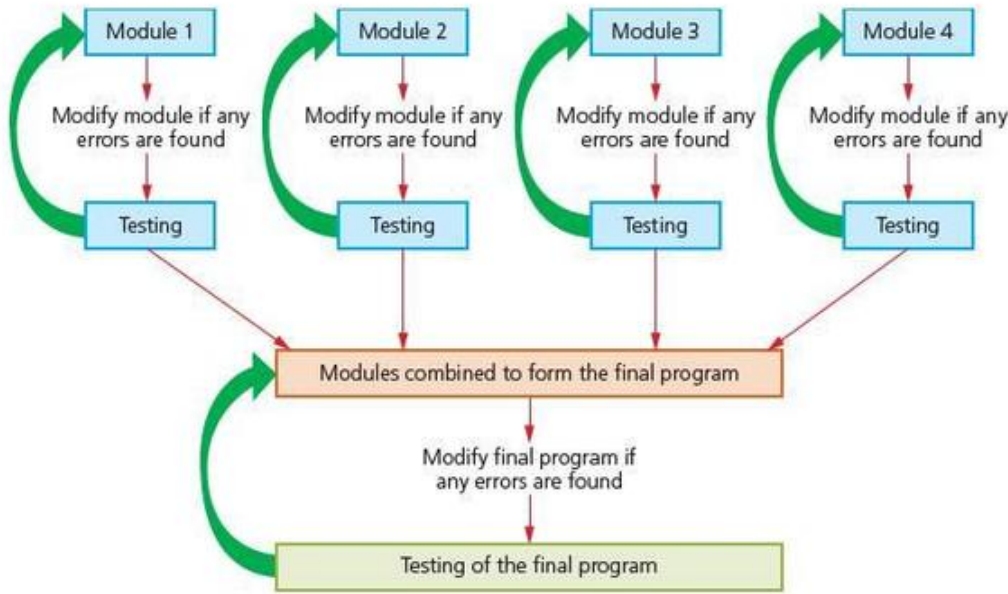 Module 1
Modify module if any
errors are found
Testing
Module 2
Modify module if any
errors are found
Testing
Module 3
Modify module if any
errors are found
Testing
Module 4
Modify module if any
errors are found
Testing
Modules combined to form the final program
Modify final program if
any errors are found
Testing of the final program